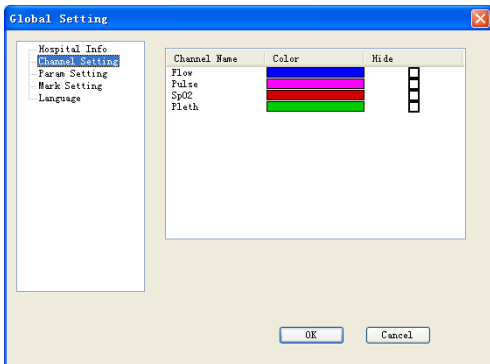 Global Setting
Hospital Info
Channel Setting
Param Setting
Mark Setting
Language
Channel Name Color Hide
Flow
Pulse
SpO2
Pleth
OK Cancel